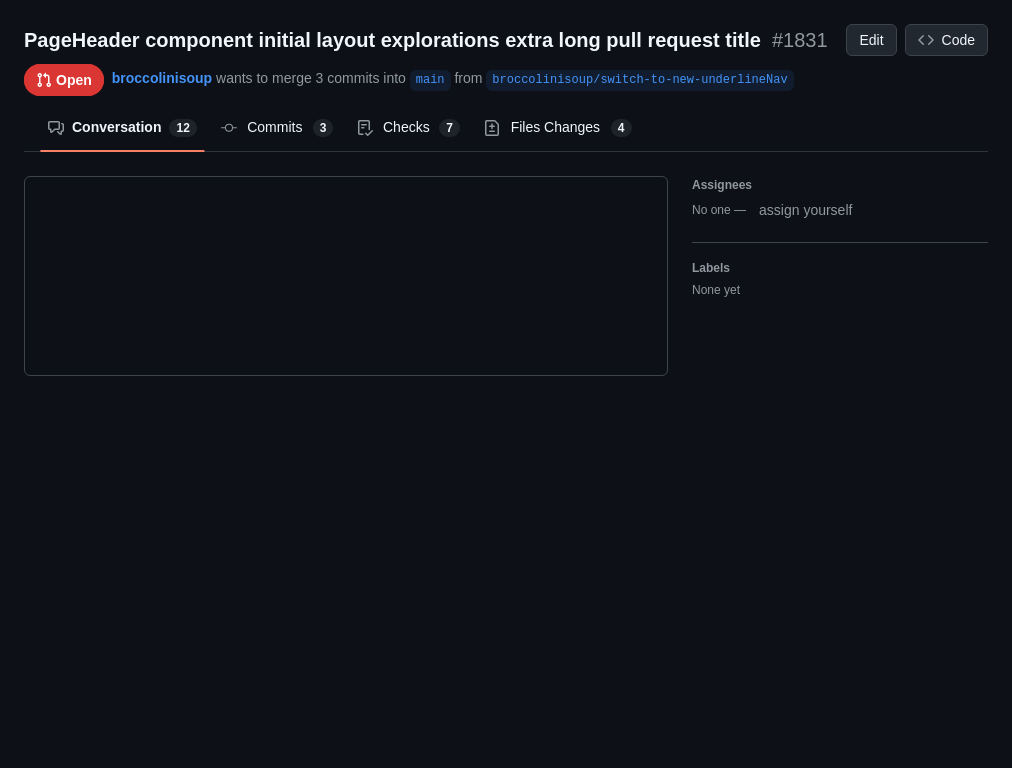 PageHeader component initial layout explorations extra long pull request title #1831 Edit Code
Open broccolinisoup wants to merge 3 commits into main from broccolinisoup/switch-to-new-underlineNav
Conversation 12 Commits 3 Checks 7 Files Changes 4
Assignees
No one — assign yourself
Labels
None yet